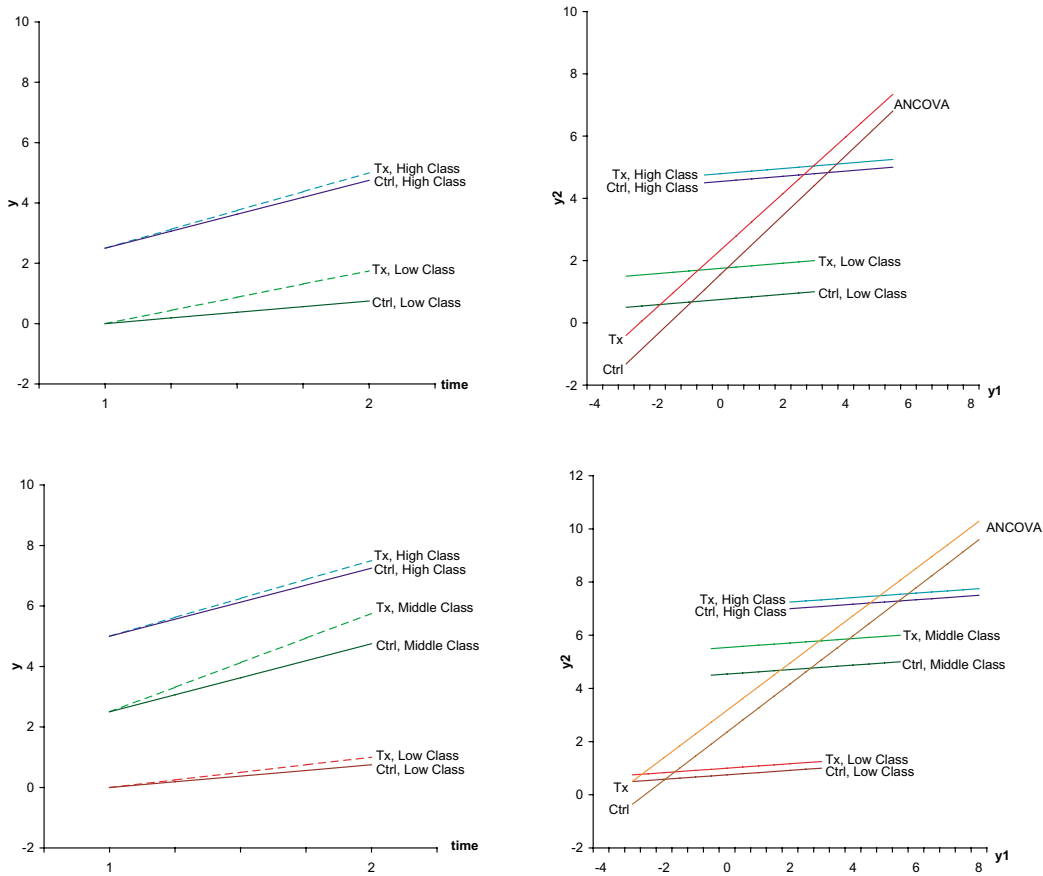 10
8
6
4
2
0
-2
y
Tx, High Class
Ctrl, High Class
Tx, Low Class
Ctrl, Low Class
1
2
time
10
8
6
4
2
0
-2
y2
ANCOVA
Tx, High Class
Ctrl, High Class
Tx, Low Class
Ctrl, Low Class
Tx
Ctrl
-4 -2 0 2 4 6 8
y1
10
8
6
4
2
0
-2
y
Tx, High Class
Ctrl, High Class
Tx, Middle Class
Ctrl, Middle Class
Tx, Low Class
Ctrl, Low Class
1
2
time
12
10
8
6
4
2
0
-2
y2
ANCOVA
Tx, High Class
Ctrl, High Class
Tx, Middle Class
Ctrl, Middle Class
Tx, Low Class
Ctrl, Low Class
Tx
Ctrl
-4 -2 0 2 4 6 8
y1